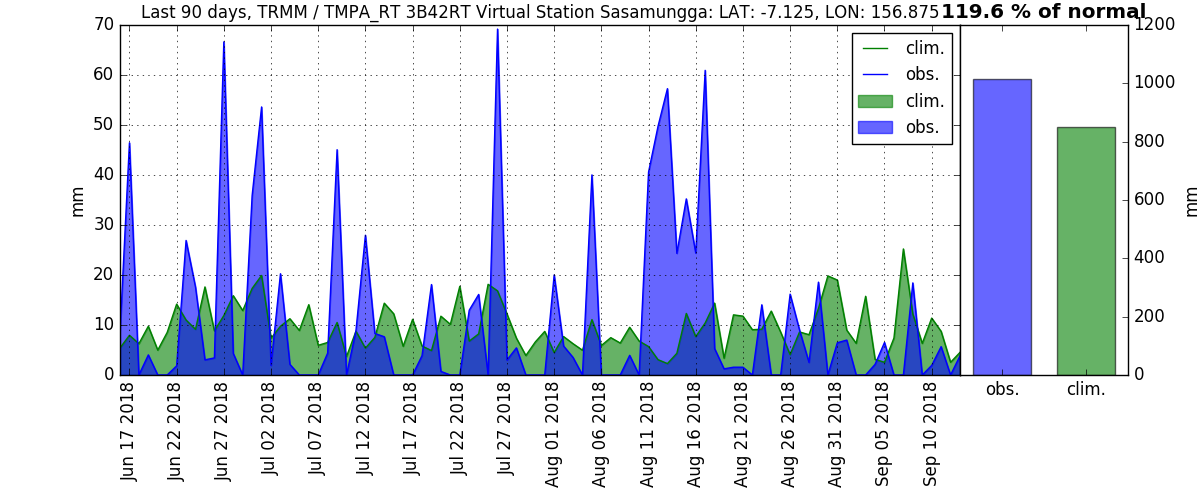 Last 90 days, TRMM / TMPA_RT 3B42RT Virtual Station Sasamungga: LAT: -7.125, LON: 156.875
119.6 % of normal
70
60
50
40
30
20
10
0
mm
clim.
obs.
clim.
obs.
1200
1000
800
600
400
200
0
mm
Jun 17 2018
Jun 22 2018
Jun 27 2018
Jul 02 2018
Jul 07 2018
Jul 12 2018
Jul 17 2018
Jul 22 2018
Jul 27 2018
Aug 01 2018
Aug 06 2018
Aug 11 2018
Aug 16 2018
Aug 21 2018
Aug 26 2018
Aug 31 2018
Sep 05 2018
Sep 10 2018
obs.
clim.